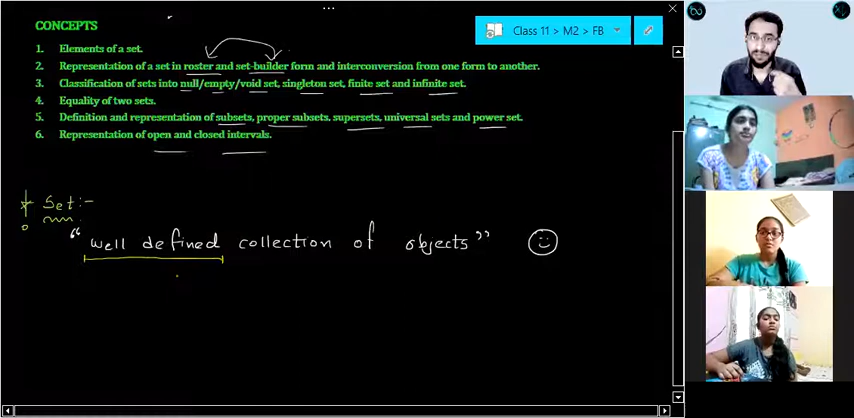 CONCEPTS
Class 11 > M2 > FB
1. Elements of a set.
2. Representation of a set in roster and set-builder form and interconversion from one form to another.
3. Classification of sets into null/empty/void set, singleton set, finite set and infinite set.
4. Equality of two sets.
5. Definition and representation of subsets, proper subsets, supersets, universal sets and power set.
6. Representation of open and closed intervals.
* Set:-
"well defined collection of objects"